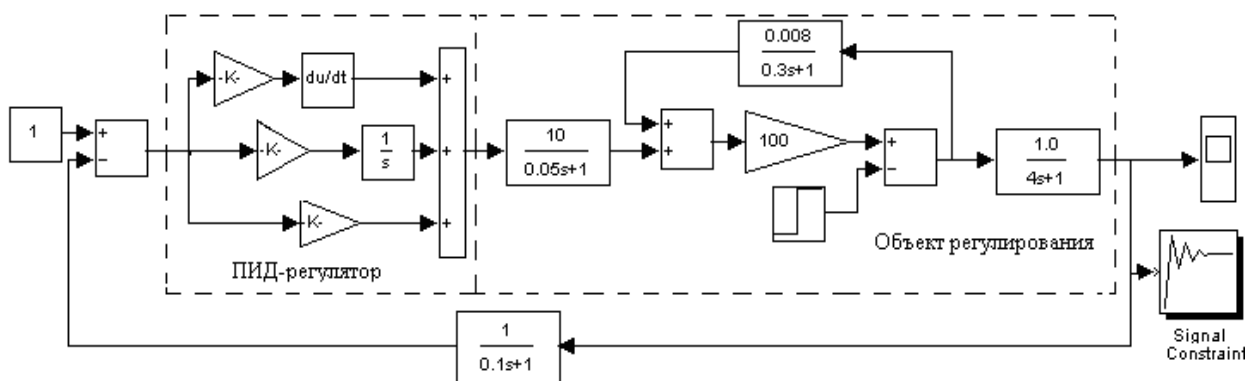 0.008
0.3s+1
-K-
du/dt
+
1
+
−
-K-
1
s
+
K-
+
10
0.05s+1
+
+
100
+
−
1.0
4s+1
Объект регулирования
ПИД-регулятор
1
0.1s+1
Signal
Constraint